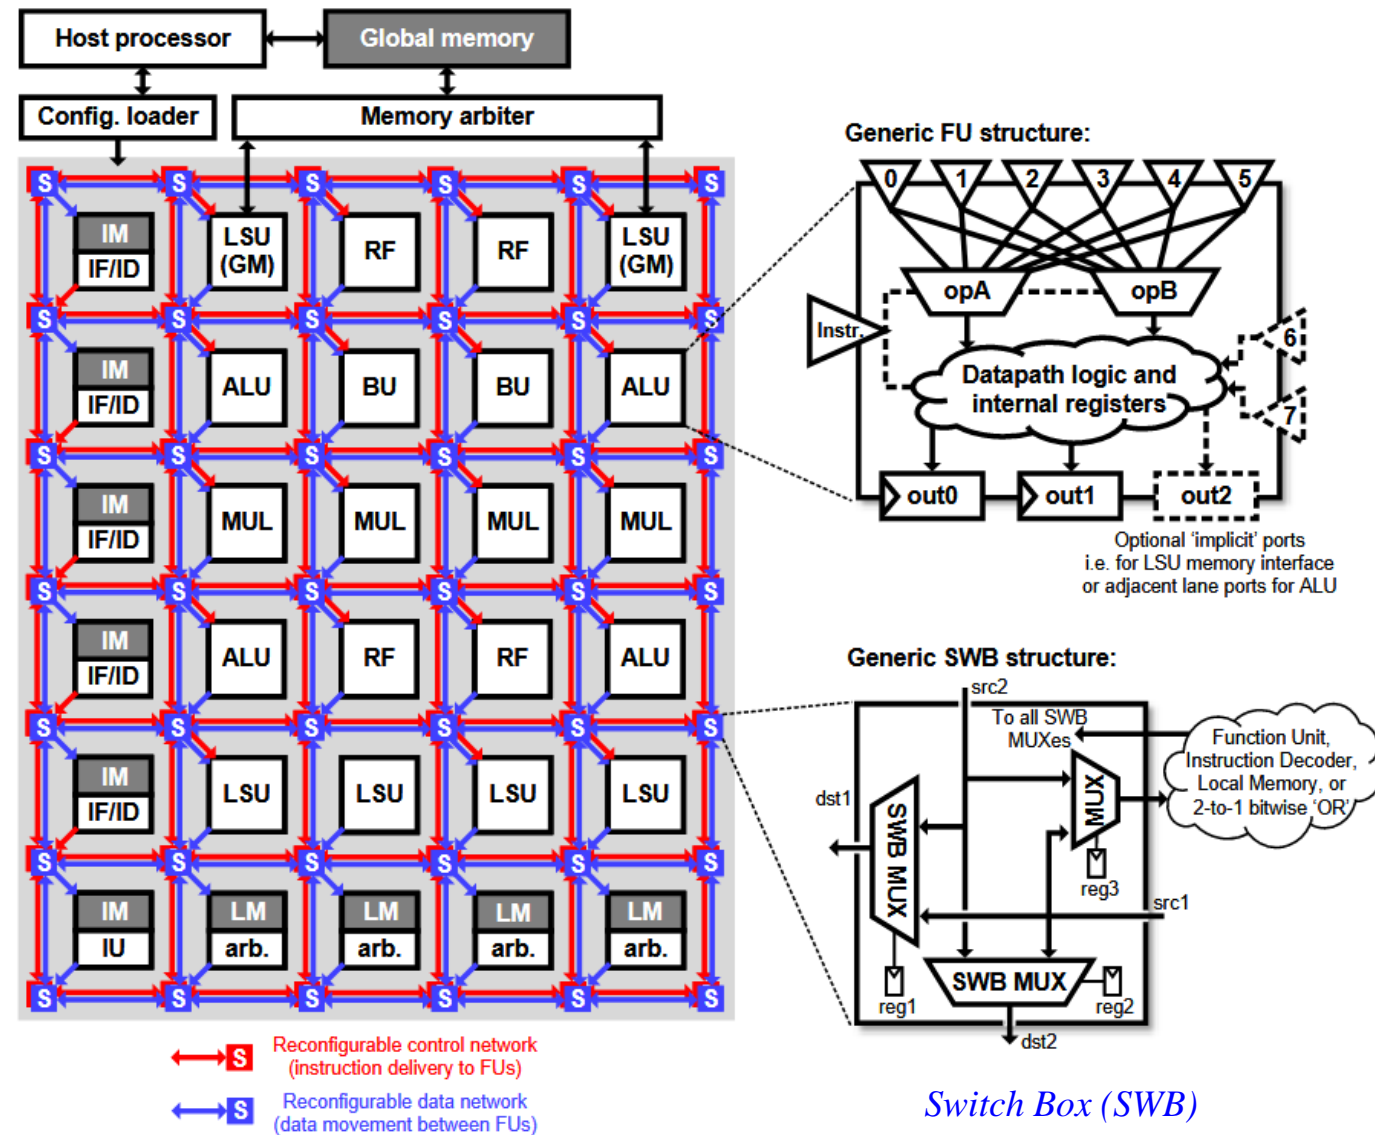 Host processor
Global memory
Config. loader
Memory arbiter
S S S S S S
IM
IF/ID
LSU
(GM)
RF
RF
LSU
(GM)
S S S S S S
IM
IF/ID
ALU
BU
BU
ALU
S S S S S S
IM
IF/ID
MUL
MUL
MUL
MUL
S S S S S S
IM
IF/ID
ALU
RF
RF
ALU
S S S S S S
IM
IF/ID
LSU
LSU
LSU
LSU
S S S S S S
IM
IU
LM
arb.
LM
arb.
LM
arb.
LM
arb.
S S S S S S
S
Reconfigurable control network
(instruction delivery to FUs)
S
Reconfigurable data network
(data movement between FUs)
Generic FU structure:
0 1 2 3 4 5
opA
opB
Instr.
6
7
Datapath logic and
internal registers
out0
out1
out2
Optional ‘implicit’ ports
i.e. for LSU memory interface
or adjacent lane ports for ALU
Generic SWB structure:
src2
To all SWB
MUXes
Function Unit,
Instruction Decoder,
Local Memory, or
2-to-1 bitwise ‘OR’
dst1
SWB MUX
MUX
reg3
src1
SWB MUX
reg1
reg2
dst2
Switch Box (SWB)